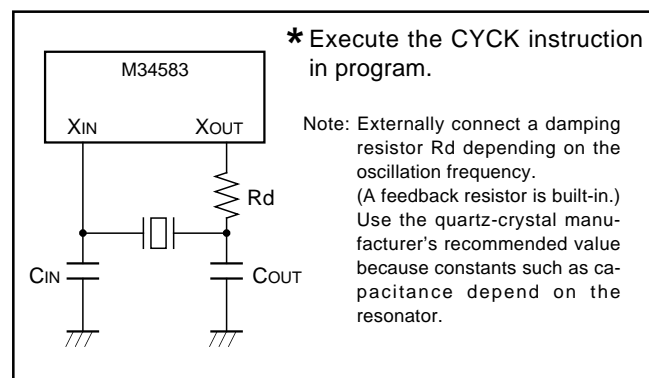 M34583
XIN
XOUT
Rd
CIN
COUT
* Execute the CYCK instruction
in program.
Note: Externally connect a damping
resistor Rd depending on the
oscillation frequency.
(A feedback resistor is built-in.)
Use the quartz-crystal manu-
facturer's recommended value
because constants such as ca-
pacitance depend on the
resonator.